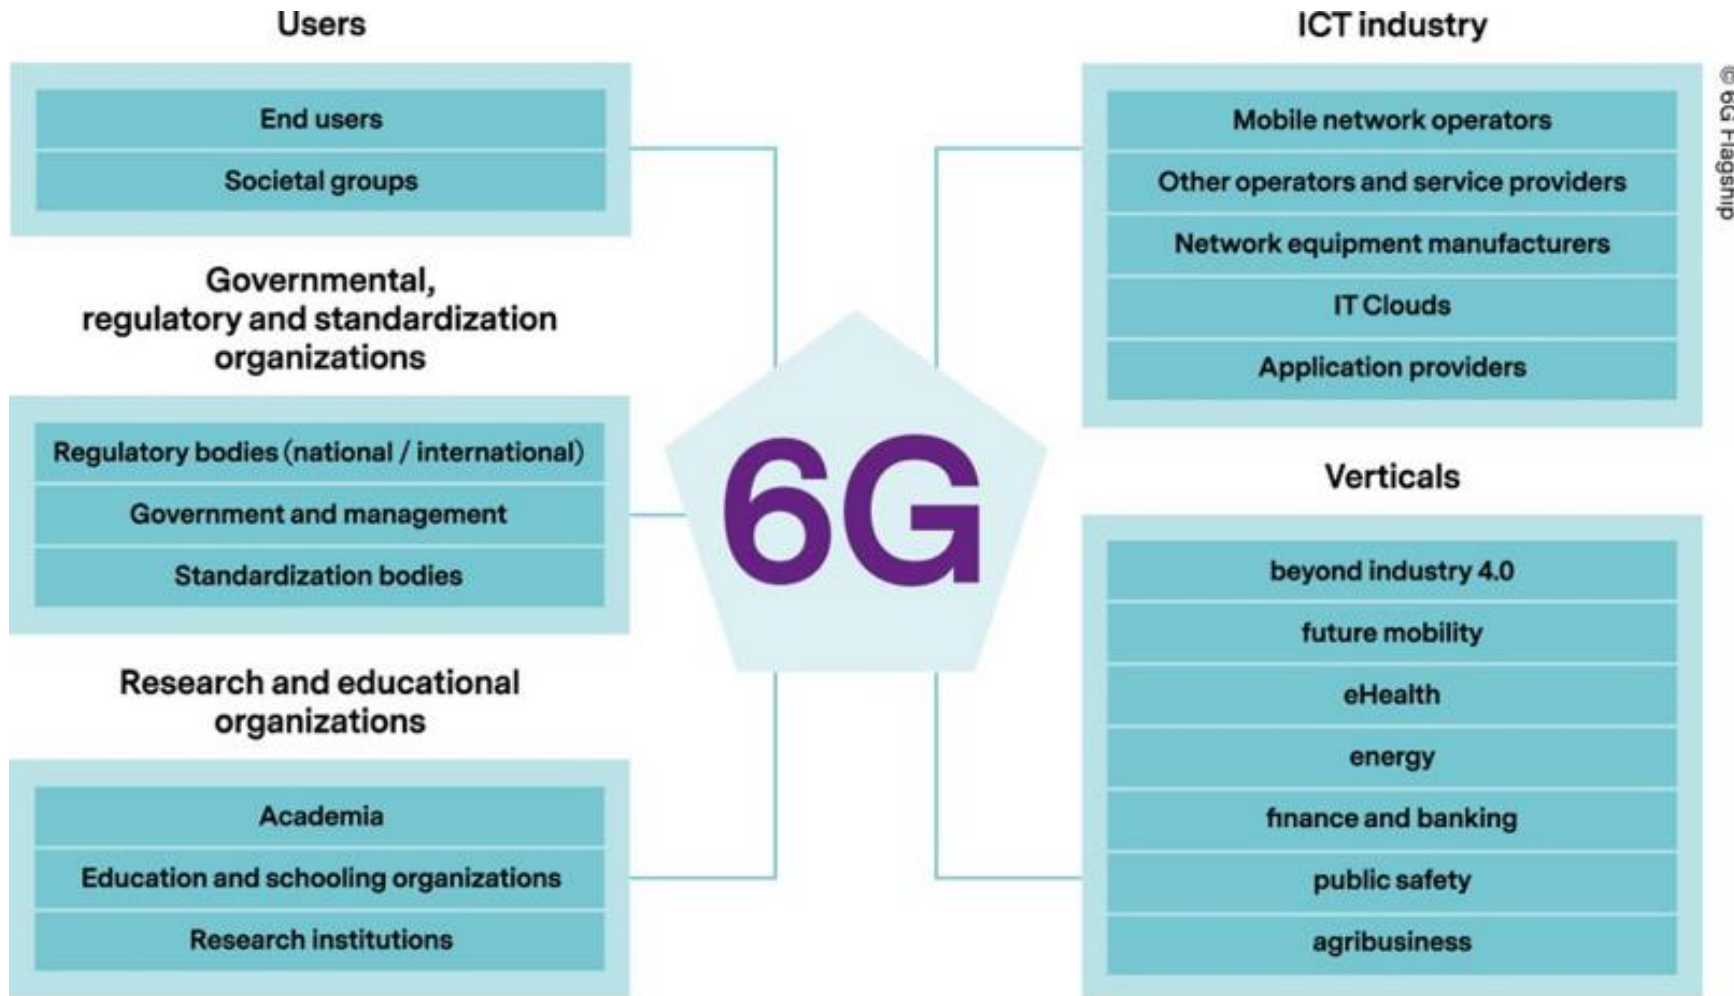 Users
End users
Societal groups
Governmental,
regulatory and standardization
organizations
Regulatory bodies (national / international)
Government and management
Standardization bodies
Research and educational
organizations
Academia
Education and schooling organizations
Research institutions
6G
ICT industry
Mobile network operators
Other operators and service providers
Network equipment manufacturers
IT Clouds
Application providers
Verticals
beyond industry 4.0
future mobility
eHealth
energy
finance and banking
public safety
agribusiness
© 6G Flagship